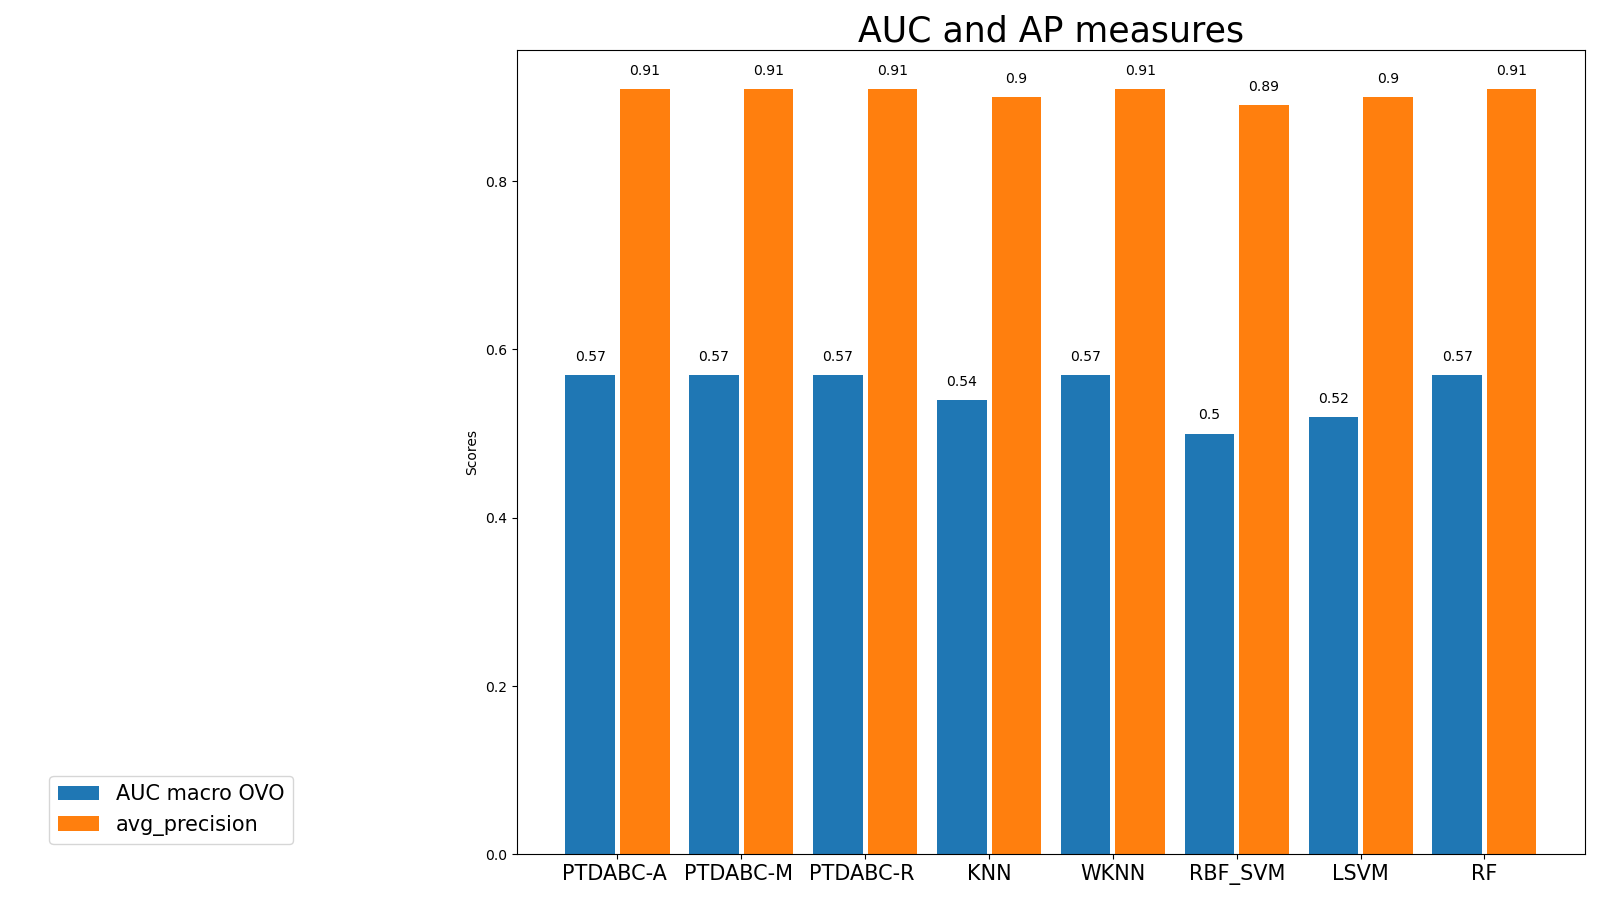 AUC and AP measures
0.91 0.91 0.91 0.9 0.91 0.89 0.9 0.91
0.8
0.57 0.57 0.57 0.54 0.57 0.5 0.52 0.57
0.6
Scores
0.4
0.2
0.0
PTDABC-A PTDABC-M PTDABC-R KNN WKNN RBF_SVM LSVM RF
AUC macro OVO
avg_precision